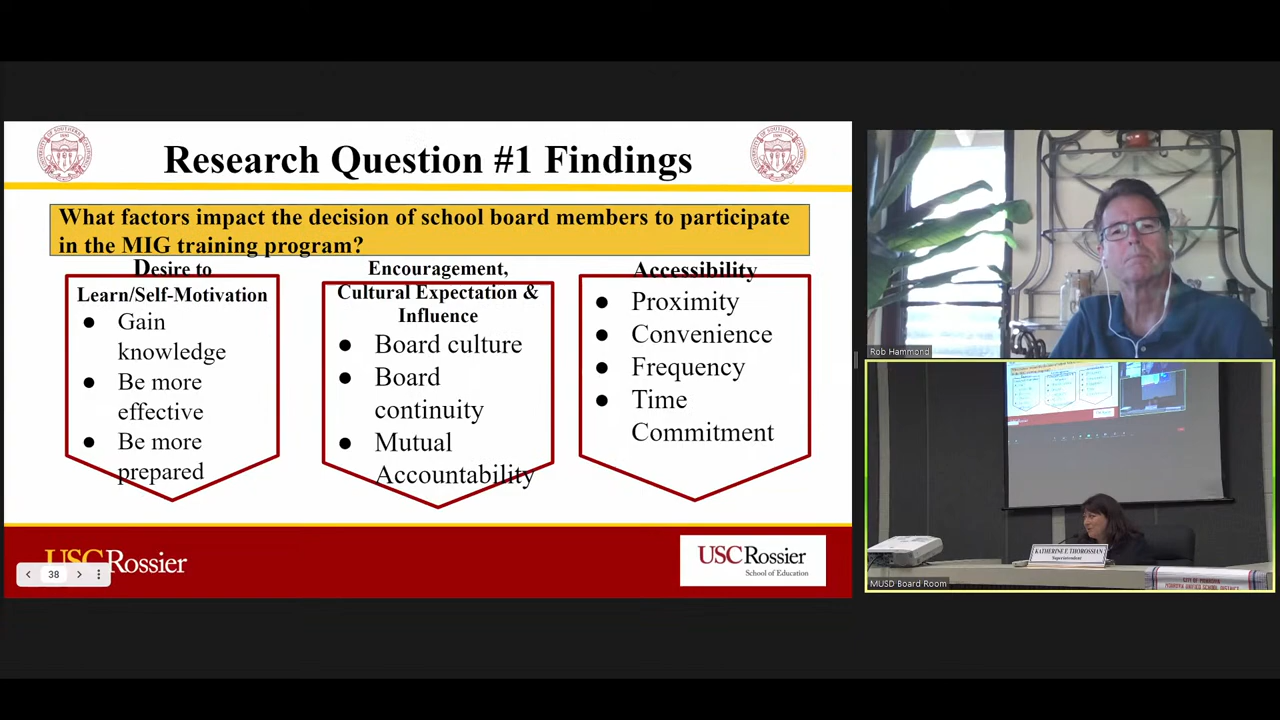 Research Question #1 Findings
What factors impact the decision of school board members to participate
in the MIG training program?
Desire to
Learn/Self-Motivation
● Gain
knowledge
● Be more
effective
● Be more
prepared
Encouragement,
Cultural Expectation &
Influence
● Board culture
● Board
continuity
● Mutual
Accountability
Accessibility
● Proximity
● Convenience
● Frequency
● Time
Commitment
USC Rossier
38
USC Rossier
School of Education
Rob Hammond
KATHERINE F. THOROSSIAN
Superintendent
MUSD Board Room